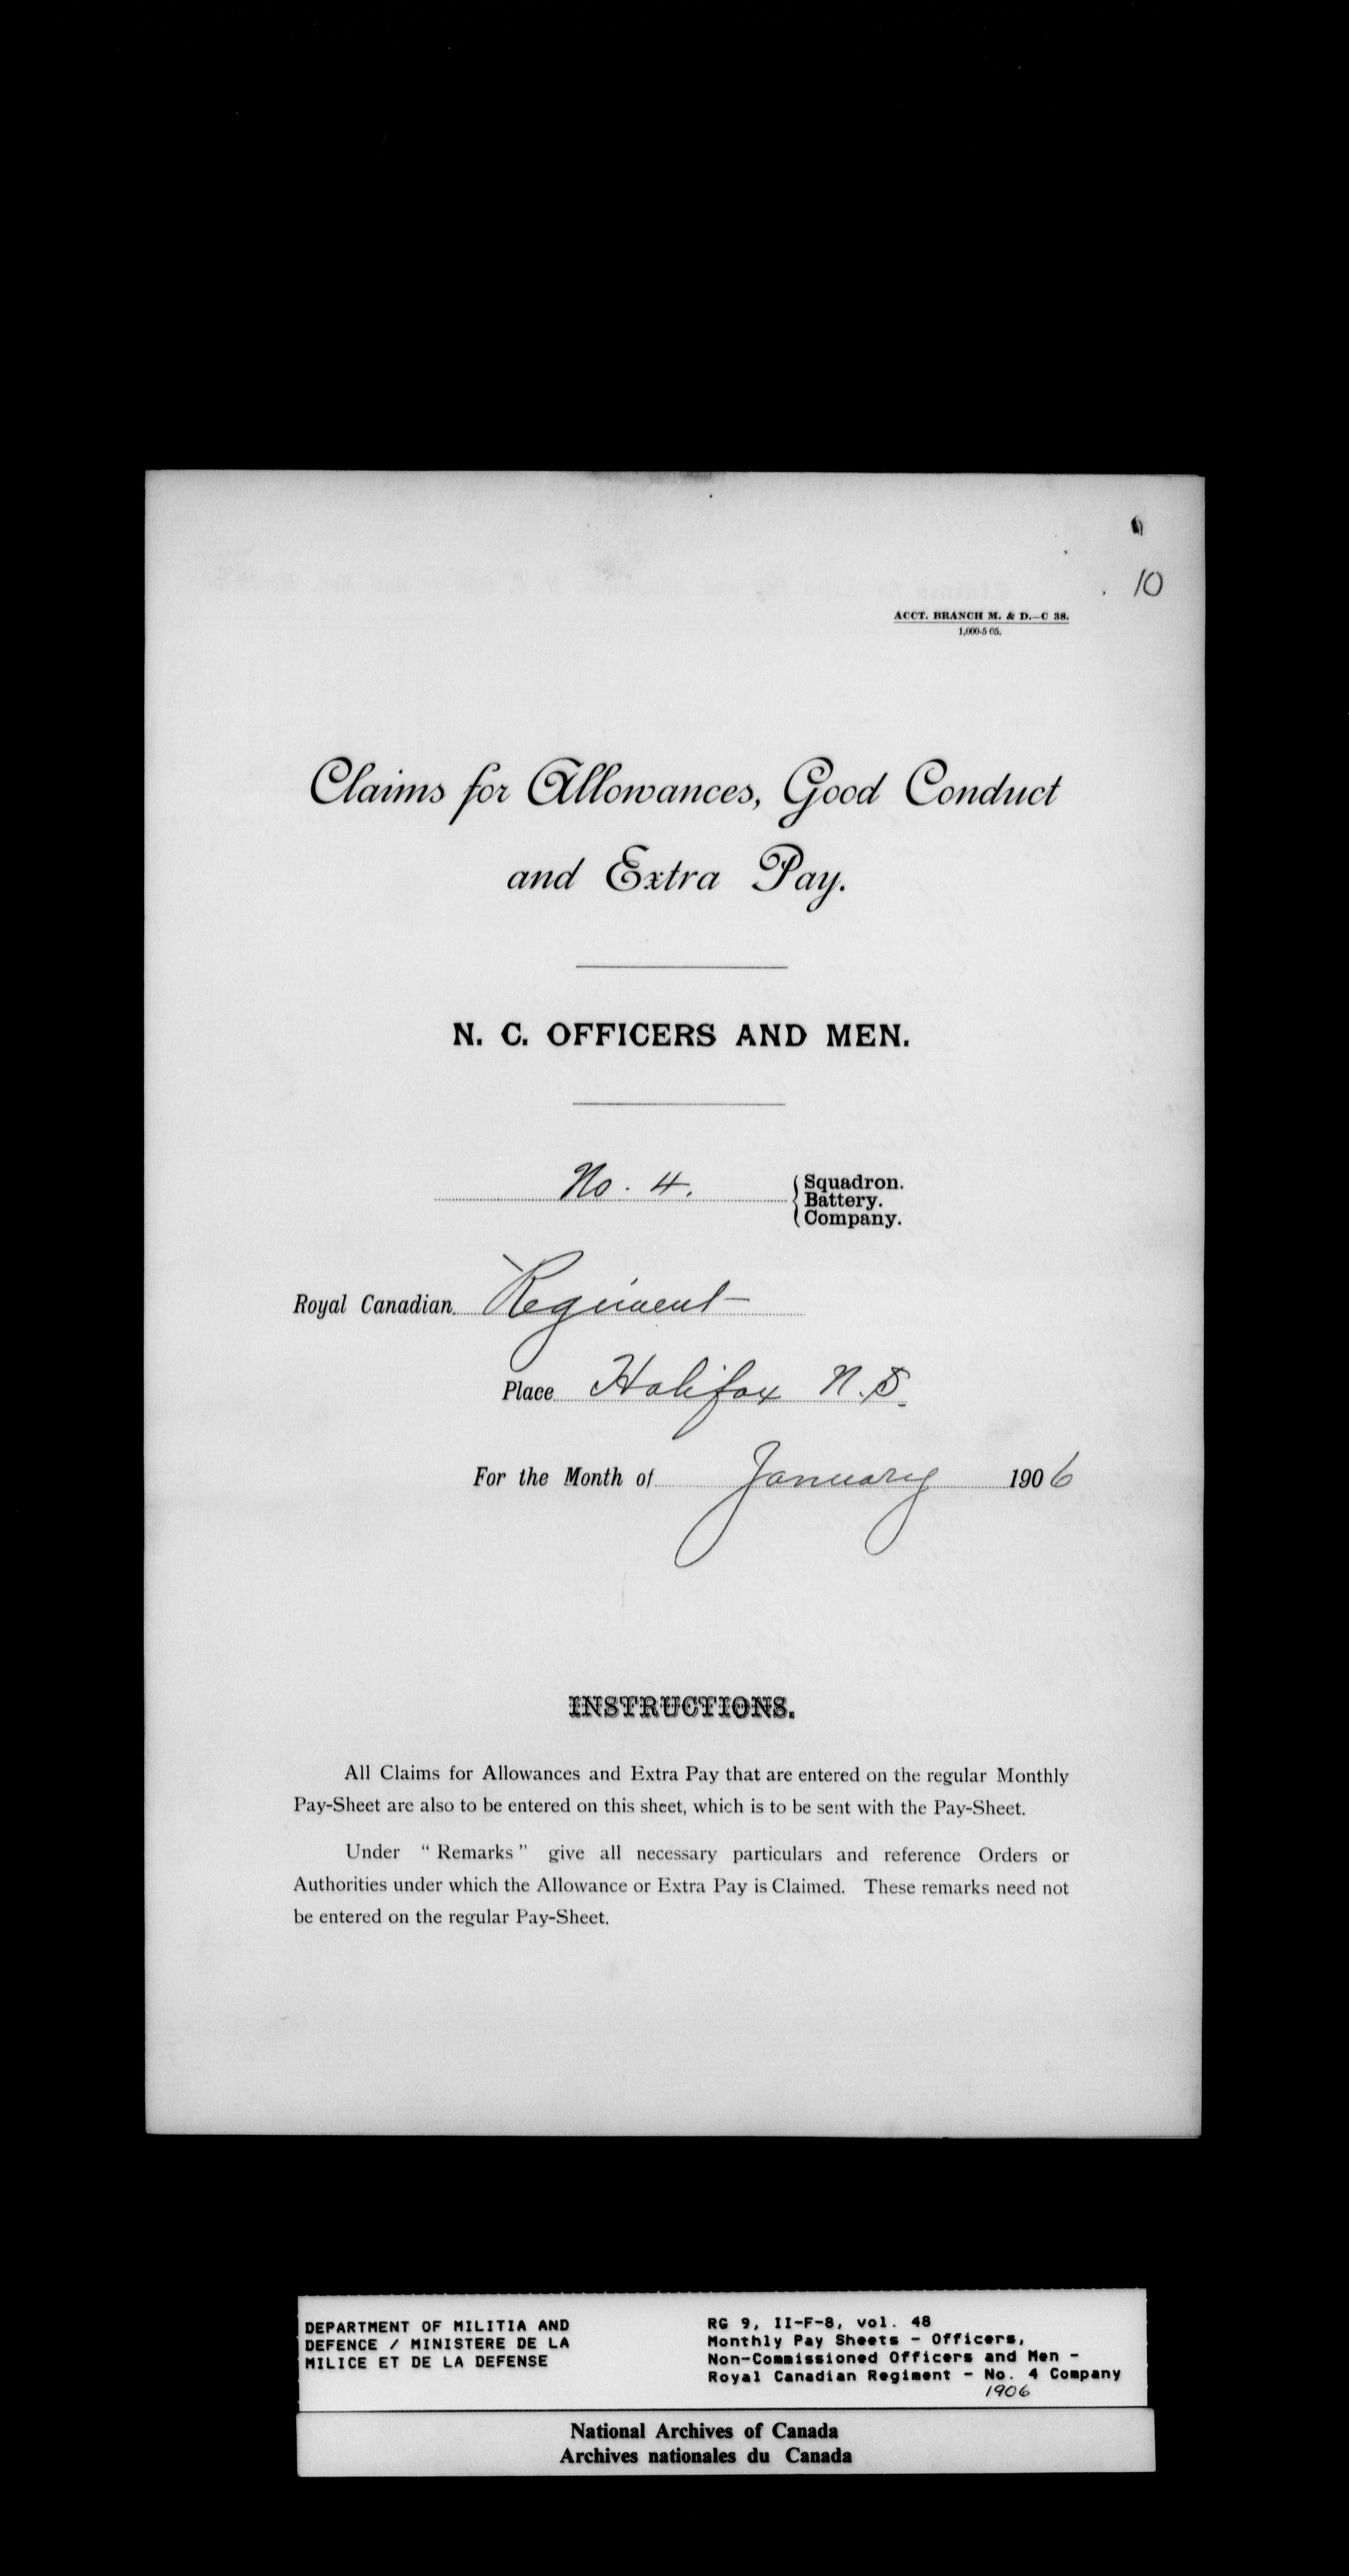 10
ACCT. BRANCH M. & D.—C 38.
1,000-5 05.
Claims for Allowances, Good Conduct
and Extra Pay.
N. C. OFFICERS AND MEN.
No. 4. { Squadron.
Battery.
Company.
Royal Canadian Regiment
Place Halifax N.S.
For the Month of January 1906
INSTRUCTIONS.
All Claims for Allowances and Extra Pay that are entered on the regular Monthly
Pay-Sheet are also to be entered on this sheet, which is to be sent with the Pay-Sheet.
Under “Remarks” give all necessary particulars and reference Orders or
Authorities under which the Allowance or Extra Pay is Claimed. These remarks need not
be entered on the regular Pay-Sheet.
DEPARTMENT OF MILITIA AND
DEFENCE / MINISTERE DE LA
MILICE ET DE LA DEFENSE
RG 9, II-F-8, vol. 48
Monthly Pay Sheets - Officers,
Non-Commissioned Officers and Men -
Royal Canadian Regiment - No. 4 Company
1906
National Archives of Canada
Archives nationales du Canada